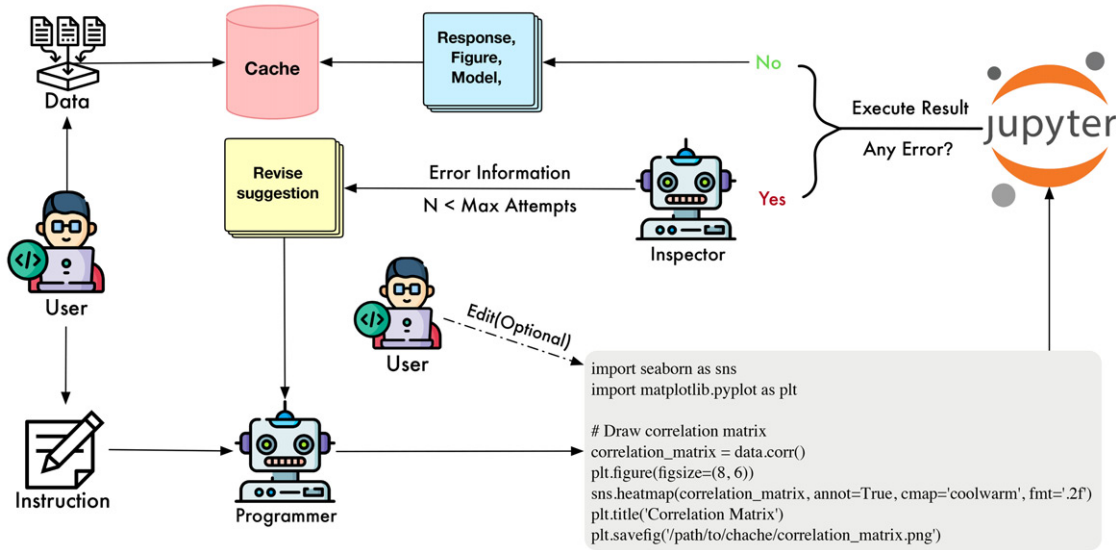 Data
Cache
Response,
Figure,
Model,
No
Execute Result
Any Error?
jupyter
Revise
suggestion
Error Information
N < Max Attempts
Yes
Inspector
</>
User
</>
User
Edit(Optional)
import seaborn as sns
import matplotlib.pyplot as plt
# Draw correlation matrix
correlation_matrix = data.corr()
plt.figure(figsize=(8, 6))
sns.heatmap(correlation_matrix, annot=True, cmap='coolwarm', fmt='.2f')
plt.title('Correlation Matrix')
plt.savefig('/path/to/chache/correlation_matrix.png')
Instruction
Programmer